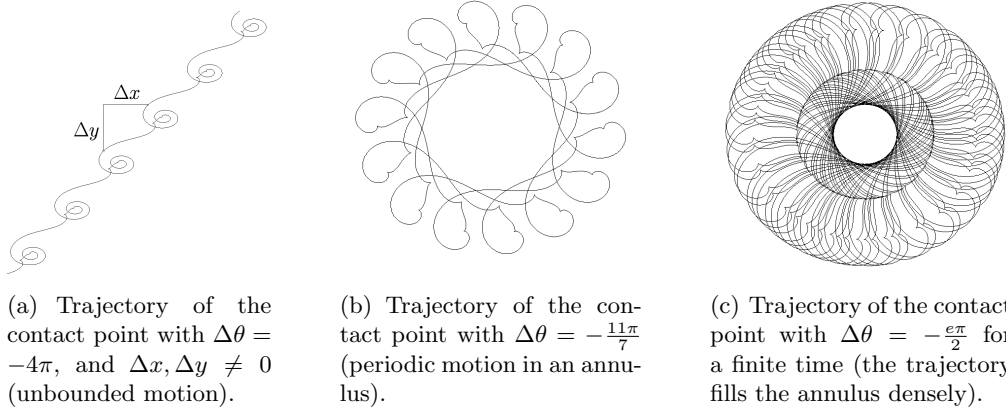 Δx
Δy
(a) Trajectory of the
contact point with Δθ =
−4π, and Δx, Δy ≠ 0
(unbounded motion).
(b) Trajectory of the con-
tact point with Δθ = −11π/7
(periodic motion in an annu-
lus).
(c) Trajectory of the contact
point with Δθ = −eπ/2 for
a finite time (the trajectory
fills the annulus densely).